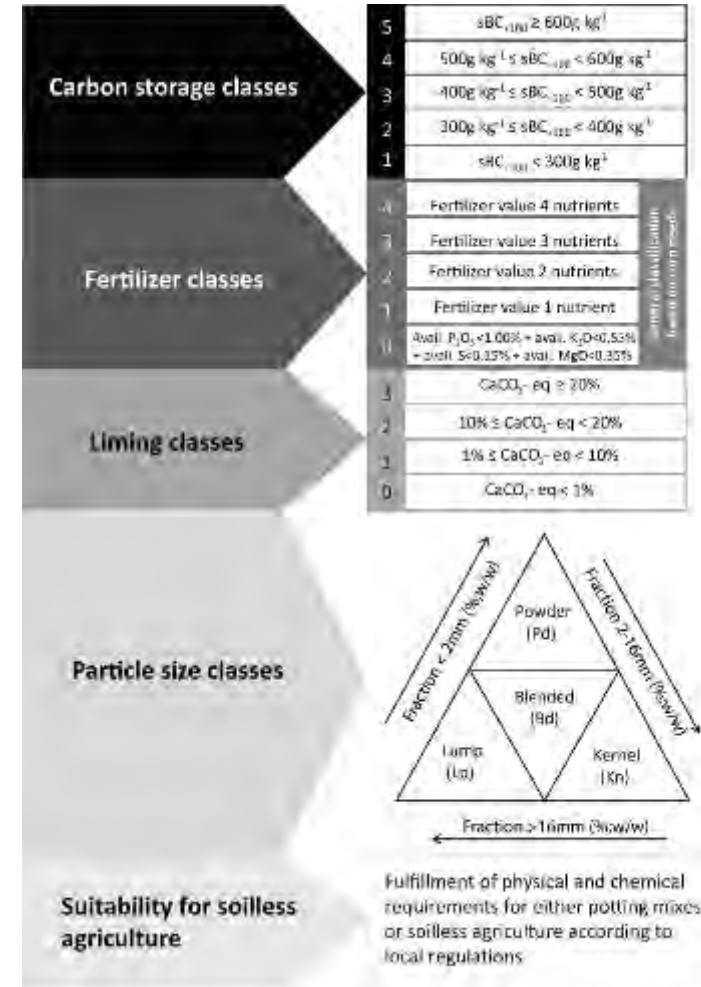 Carbon storage classes
5
sBC+100 ≥ 600g kg-1
4
500g kg-1 ≤ sBC+100 < 600g kg-1
3
400g kg-1 ≤ sBC+100 < 500g kg-1
2
300g kg-1 ≤ sBC+100 < 400g kg-1
1
sBC+100 < 300g kg-1
Fertilizer classes
4
Fertilizer value 4 nutrients
3
Fertilizer value 3 nutrients
2
Fertilizer value 2 nutrients
1
Fertilizer value 1 nutrient
0
Avail. P2O5<1.00% + avail. K2O<0.53%
+ avail. S<0.15% + avail. MgO<0.35%
classification
based on corn needs
Liming classes
3
CaCO3- eq ≥ 20%
2
10% ≤ CaCO3- eq < 20%
1
1% ≤ CaCO3- eq < 10%
0
CaCO3- eq < 1%
Particle size classes
Fraction < 2mm (%w/w)
Fraction 2-16mm (%w/w)
Powder
(Pd)
Blended
(Bd)
Lump
(Lp)
Kernel
(Kn)
Fraction >16mm (%w/w)
Suitability for soilless
agriculture
Fulfillment of physical and chemical
requirements for either potting mixes
or soilless agriculture according to
local regulations